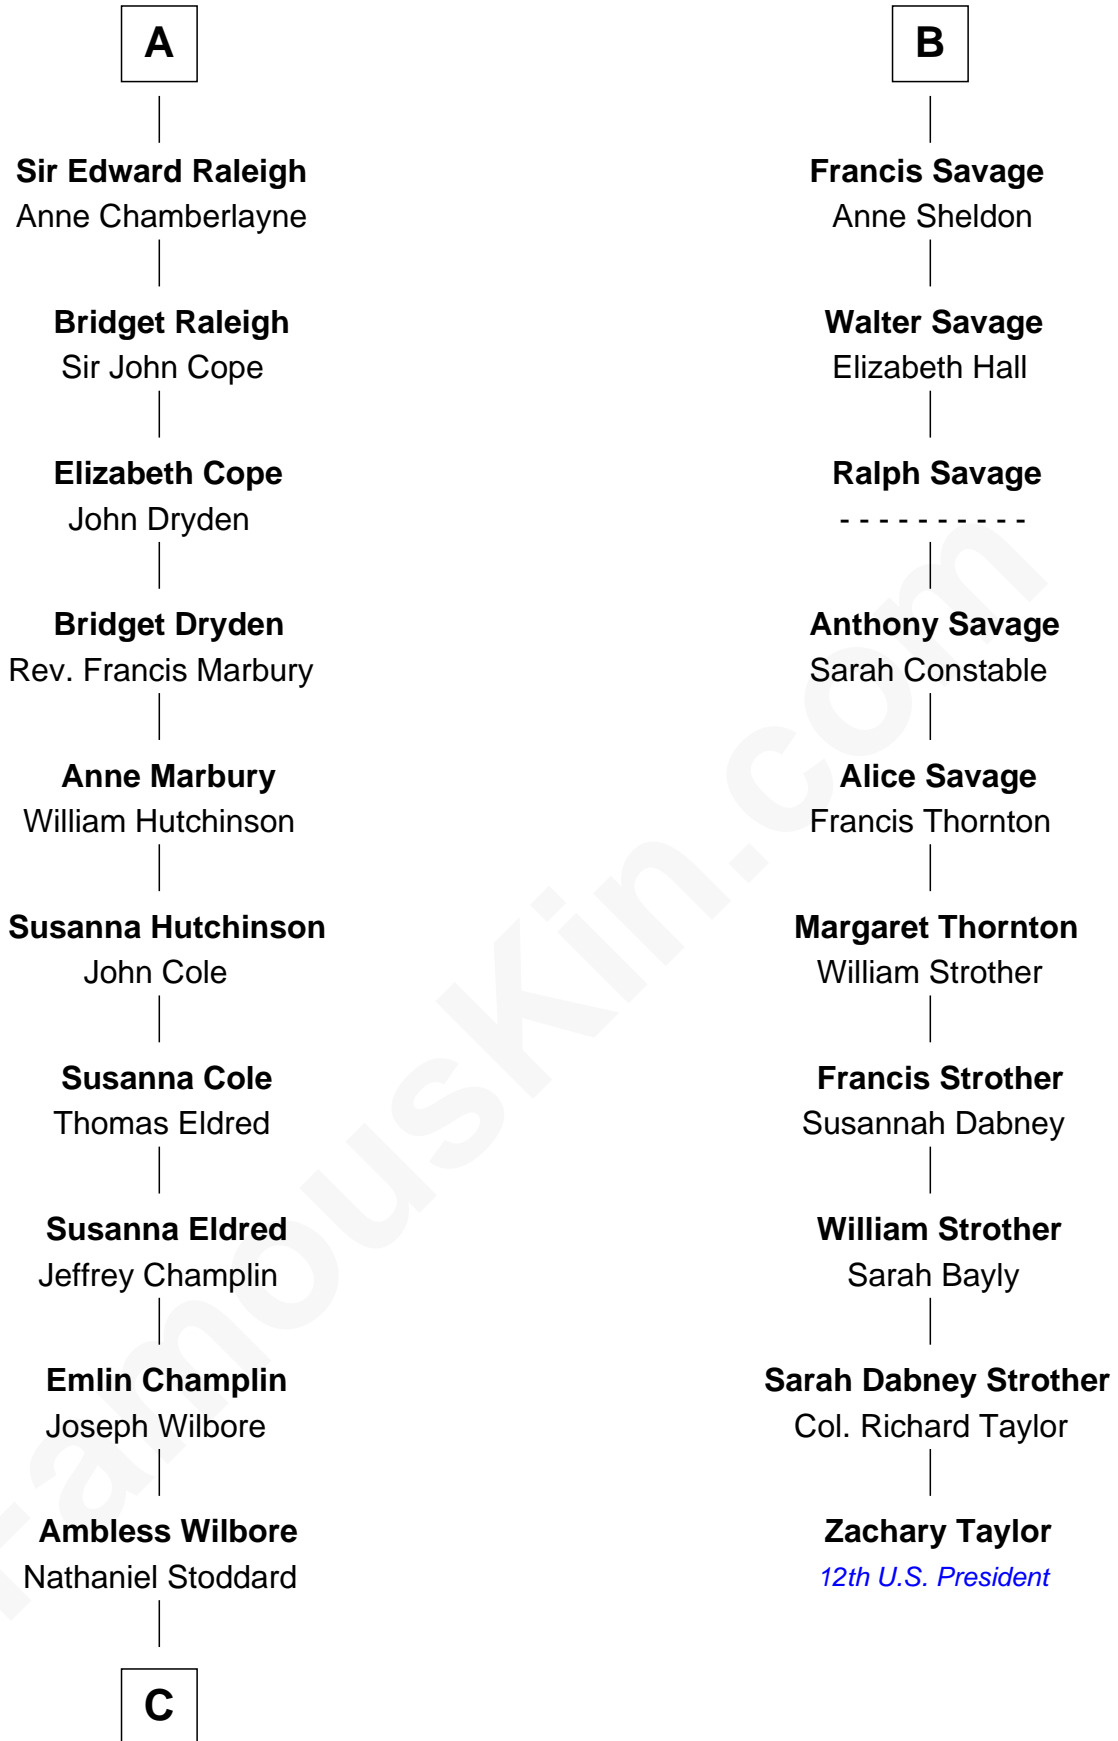 A
Sir Edward Raleigh
Anne Chamberlayne
Bridget Raleigh
Sir John Cope
Elizabeth Cope
John Dryden
Bridget Dryden
Rev. Francis Marbury
Anne Marbury
William Hutchinson
Susanna Hutchinson
John Cole
Susanna Cole
Thomas Eldred
Susanna Eldred
Jeffrey Champlin
Emlin Champlin
Joseph Wilbore
Ambless Wilbore
Nathaniel Stoddard
C
B
Francis Savage
Anne Sheldon
Walter Savage
Elizabeth Hall
Ralph Savage
- - - - - - - - - -
Anthony Savage
Sarah Constable
Alice Savage
Francis Thornton
Margaret Thornton
William Strother
Francis Strother
Susannah Dabney
William Strother
Sarah Bayly
Sarah Dabney Strother
Col. Richard Taylor
Zachary Taylor
12th U.S. President
FamousKin.com